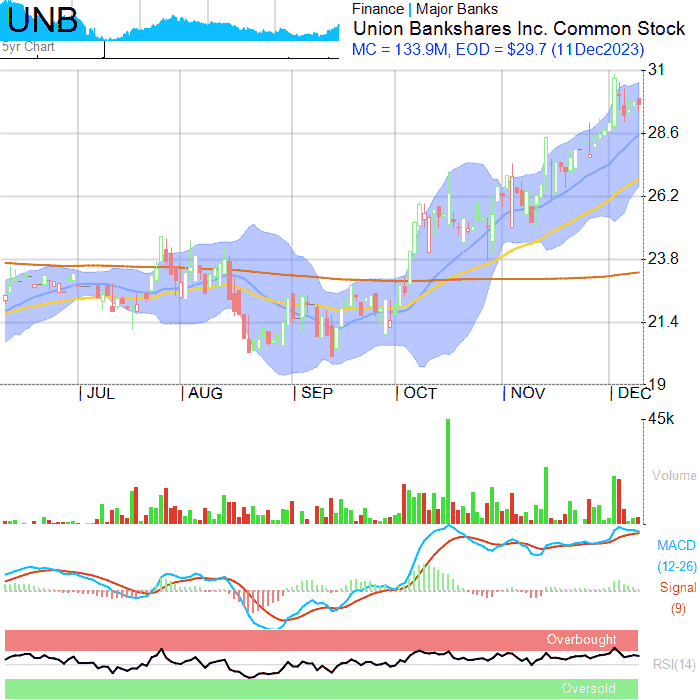 UNB
5yr Chart
Finance | Major Banks
Union Bankshares Inc. Common Stock
MC = 133.9M, EOD = $29.7 (11Dec2023)
31
28.6
26.2
23.8
21.4
19
| JUL | AUG | SEP | OCT | NOV | DEC
45k
Volume
MACD
(12-26)
Signal
(9)
Overbought
RSI(14)
Oversold